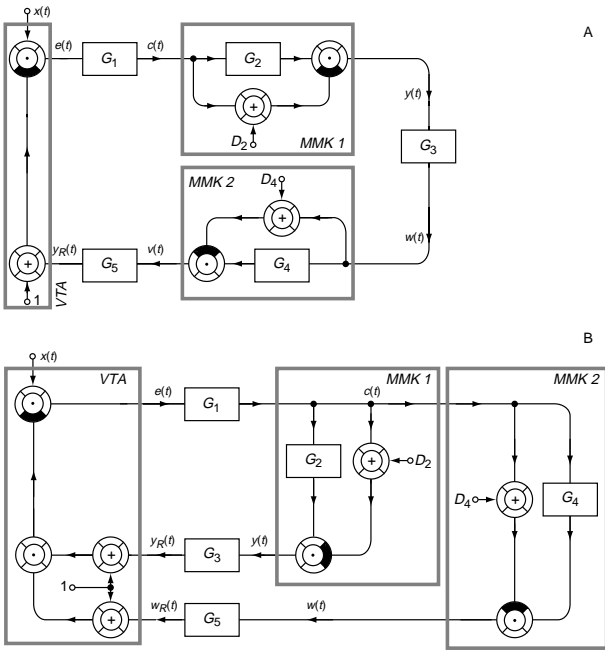 x(t)
A
e(t)
G1
c(t)
G2
+
D2
MMK 1
y(t)
G3
MMK 2
D4
+
w(t)
yR(t)
G5
v(t)
G4
+
1
VTA
B
x(t)
VTA
e(t)
G1
MMK 1
c(t)
MMK 2
G2
+
D2
D4
+
G4
yR(t)
G3
y(t)
+
1
wR(t)
G5
w(t)
+